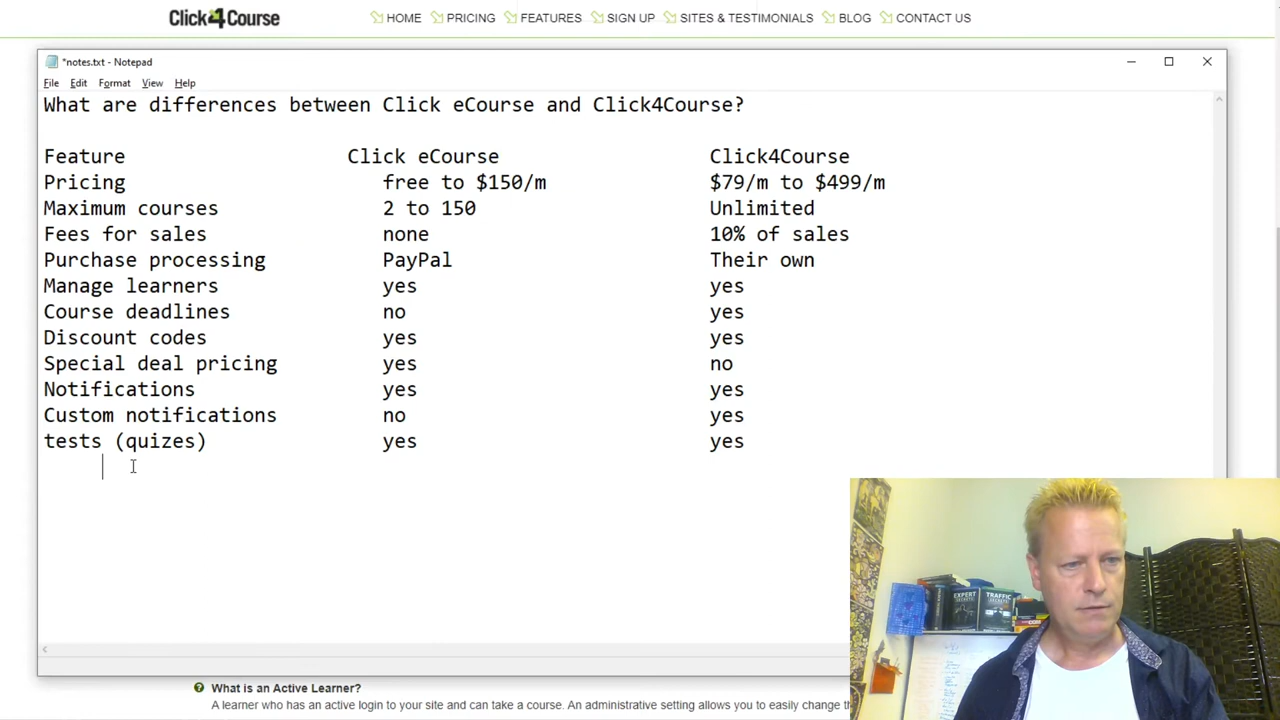 Click4Course HOME PRICING FEATURES SIGN UP SITES & TESTIMONIALS BLOG CONTACT US
*notes.txt - Notepad
File Edit Format View Help
What are differences between Click eCourse and Click4Course?
Feature Click eCourse Click4Course
Pricing free to $150/m $79/m to $499/m
Maximum courses 2 to 150 Unlimited
Fees for sales none 10% of sales
Purchase processing PayPal Their own
Manage learners yes yes
Course deadlines no yes
Discount codes yes yes
Special deal pricing yes no
Notifications yes yes
Custom notifications no yes
tests (quizes) yes yes
EXPERT SECRETS
TRAFFIC SECRETS
What is an Active Learner?
A learner who has an active login to your site and can take a course. An administrative setting allows you to easily change th